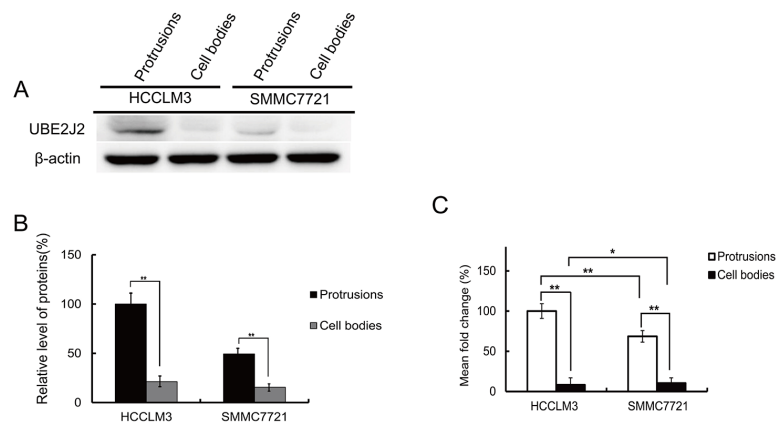 Protrusions
Cell bodies
Protrusions
Cell bodies
A
HCCLM3
SMMC7721
UBE2J2
β-actin
B
Relative level of proteins(%)
150
100
50
0
**
**
Protrusions
Cell bodies
HCCLM3
SMMC7721
C
Mean fold change (%)
150
100
50
0
*
**
**
**
Protrusions
Cell bodies
HCCLM3
SMMC7721